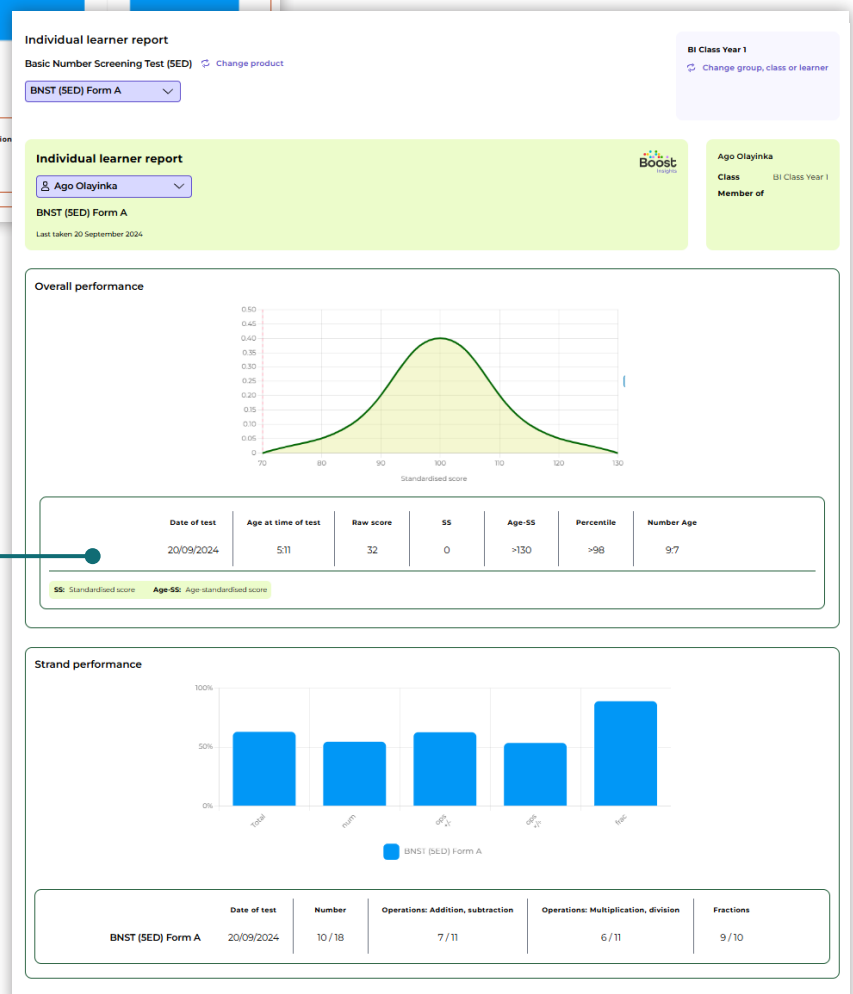 Individual learner report
Basic Number Screening Test (5ED) Change product
BNST (5ED) Form A
BI Class Year 1
Change group, class or learner
ion
Individual learner report
Ago Olayinka
BNST (5ED) Form A
Last taken 20 September 2024
Boost
Insights
Ago Olayinka
Class BI Class Year 1
Member of
Overall performance
0.50
0.45
0.40
0.35
0.30
0.25
0.20
0.15
0.10
0.05
0
70 80 90 100 110 120 130
Standardised score
Date of test Age at time of test Raw score SS Age-SS Percentile Number Age
20/09/2024 5:11 32 0 >130 >98 9:7
SS: Standardised score Age-SS: Age-standardised score
Strand performance
100%
50%
0%
Total num ops +/- ops ×/÷ frac
BNST (5ED) Form A
Date of test Number Operations: Addition, subtraction Operations: Multiplication, division Fractions
BNST (5ED) Form A 20/09/2024 10 / 18 7 / 11 6 / 11 9 / 10